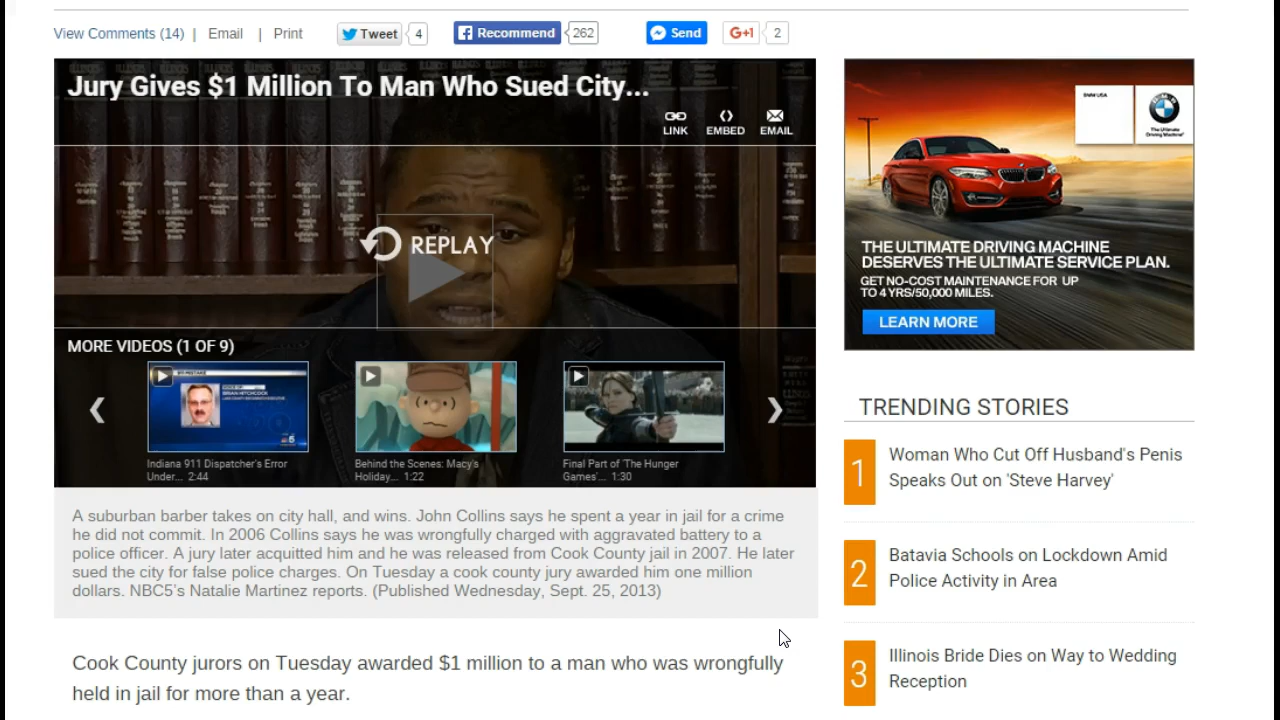 View Comments (14) | Email | Print Tweet 4 Recommend 262 Send G+1 2
Jury Gives $1 Million To Man Who Sued City...
LINK EMBED EMAIL
REPLAY
MORE VIDEOS (1 OF 9)
BRIAN HITCHCOCK
5
Indiana 911 Dispatcher's Error
Under... 2:44
Behind the Scenes: Macy's
Holiday... 1:22
Final Part of 'The Hunger
Games'... 1:30
A suburban barber takes on city hall, and wins. John Collins says he spent a year in jail for a crime
he did not commit. In 2006 Collins says he was wrongfully charged with aggravated battery to a
police officer. A jury later acquitted him and he was released from Cook County jail in 2007. He later
sued the city for false police charges. On Tuesday a cook county jury awarded him one million
dollars. NBC5's Natalie Martinez reports. (Published Wednesday, Sept. 25, 2013)
Cook County jurors on Tuesday awarded $1 million to a man who was wrongfully
held in jail for more than a year.
BMW USA
The Ultimate
Driving Machine®
THE ULTIMATE DRIVING MACHINE
DESERVES THE ULTIMATE SERVICE PLAN.
GET NO-COST MAINTENANCE FOR UP
TO 4 YRS/50,000 MILES.
LEARN MORE
TRENDING STORIES
1
Woman Who Cut Off Husband's Penis
Speaks Out on 'Steve Harvey'
2
Batavia Schools on Lockdown Amid
Police Activity in Area
3
Illinois Bride Dies on Way to Wedding
Reception